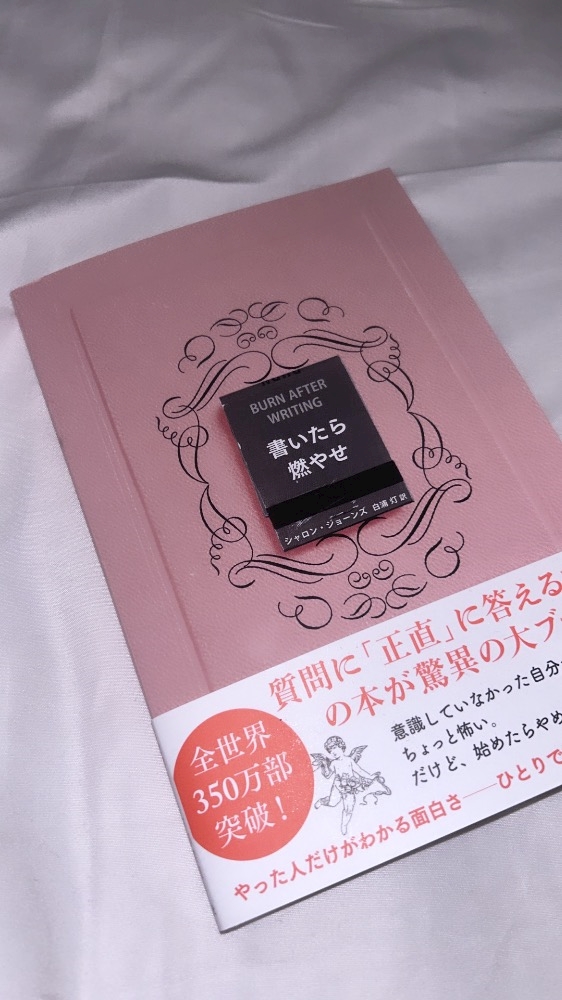 BURN AFTER
WRITING
書いたら
燃やせ
シャロン・ジョーンズ 白浦 灯 訳
質問に「正直」に答える
の本が驚異の大ブ
全世界
350万部
突破！
意識していなかった自分
ちょっと怖い。
だけど、始めたらやめ
やった人だけがわかる面白さ――ひとりで